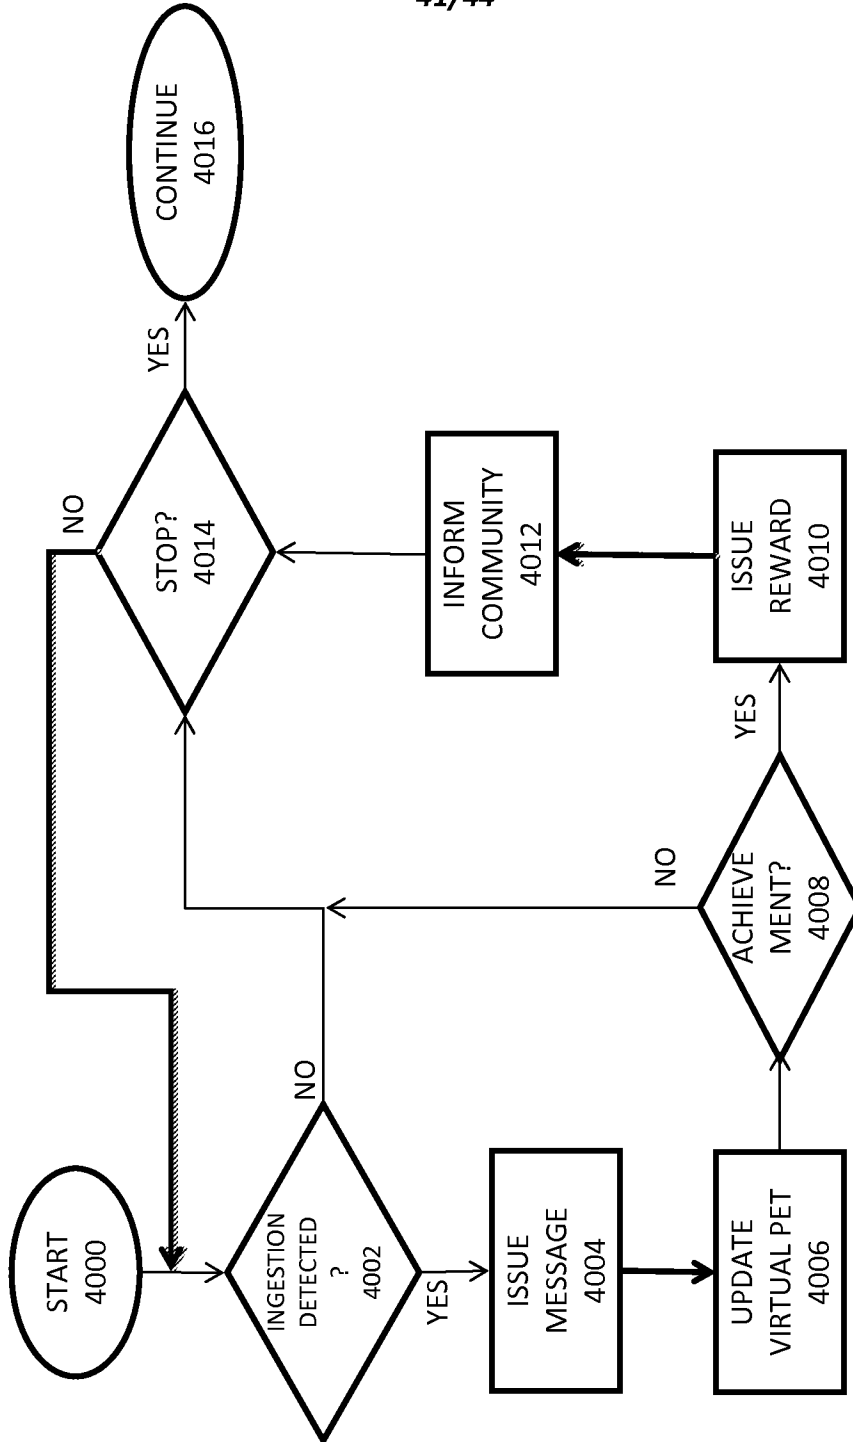 41/44
START
4000
INGESTION
DETECTED
?
4002
NO
YES
ISSUE
MESSAGE
4004
UPDATE
VIRTUAL PET
4006
ACHIEVE
MENT?
4008
NO
YES
ISSUE
REWARD
4010
INFORM
COMMUNITY
4012
STOP?
4014
NO
YES
CONTINUE
4016